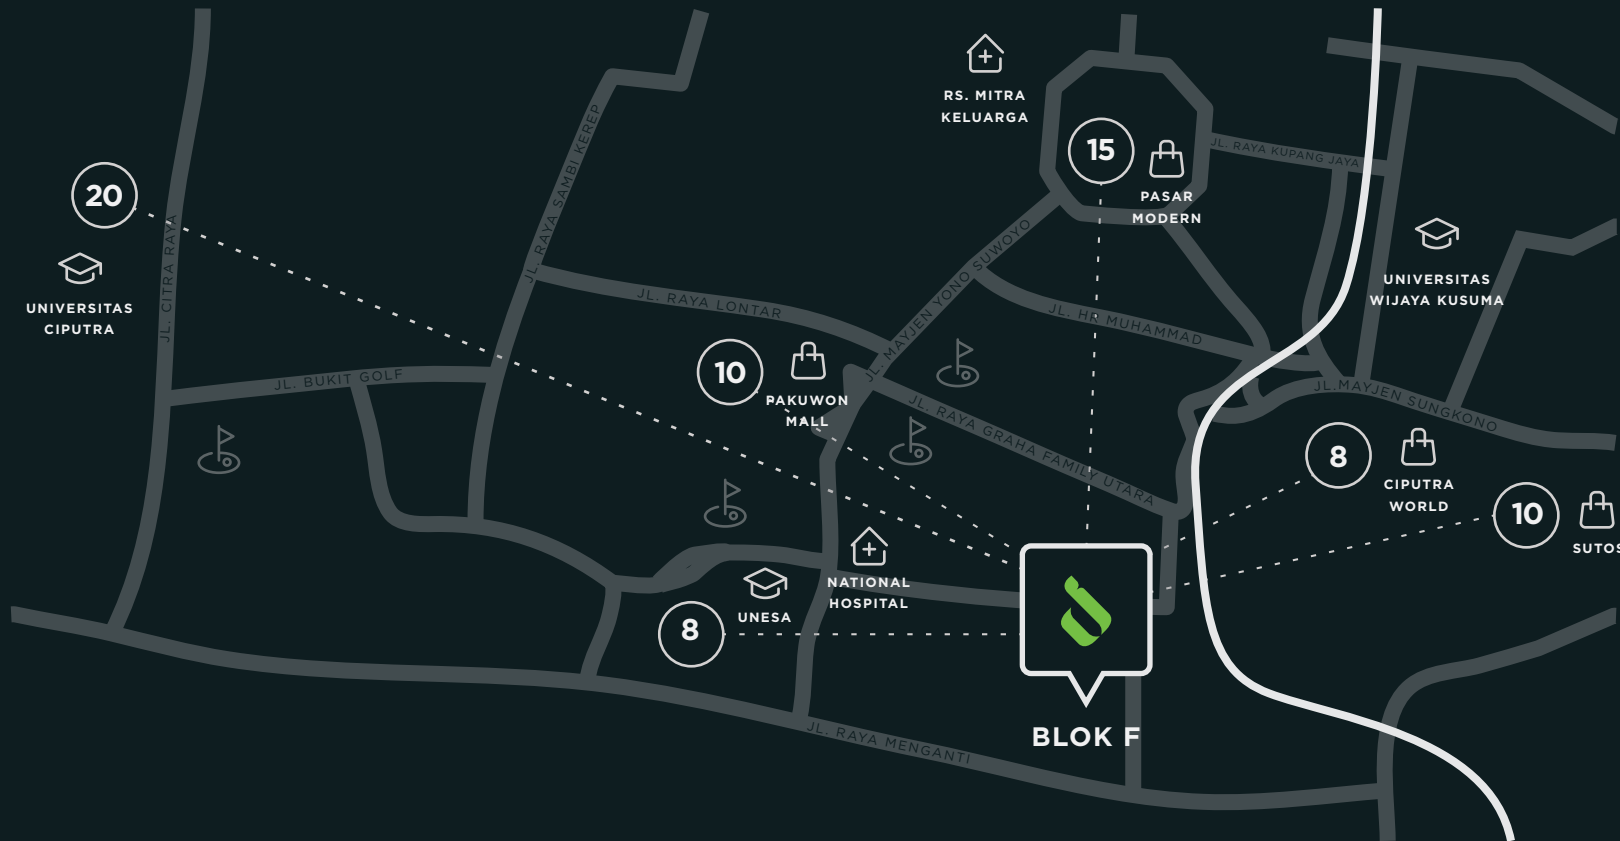 RS. MITRA
KELUARGA
15
PASAR
MODERN
JL. RAYA KUPANG JAYA
20
UNIVERSITAS
CIPUTRA
JL. CITRA RAYA
JL. RAYA SAMBI KEREP
JL. RAYA LONTAR
JL. MAYJEN YONO SUWOYO
JL. HR MUHAMMAD
UNIVERSITAS
WIJAYA KUSUMA
JL. BUKIT GOLF
10
PAKUWON
MALL
JL. RAYA GRAHA FAMILY UTARA
JL.MAYJEN SUNGKONO
8
CIPUTRA
WORLD
10
SUTOS
NATIONAL
HOSPITAL
8
UNESA
BLOK F
JL. RAYA MENGANTI